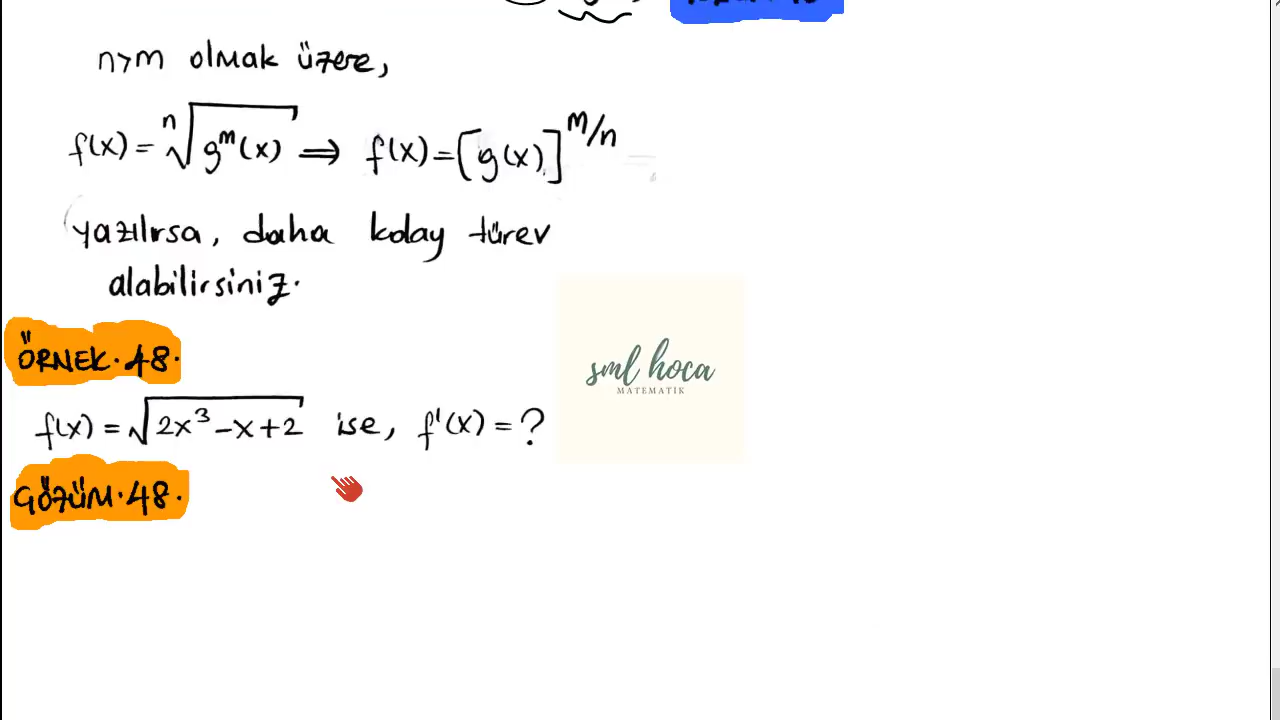 n>m olmak üzere,
f(x) = ⁿ√gᵐ(x) ⟹ f(x) = [g(x)]^m/n
yazılırsa, daha kolay türev
alabilirsiniz.
ÖRNEK.48.
f(x) = √2x³-x+2 ise, f'(x) = ?
ÇÖZÜM.48.
sml hoca
MATEMATİK